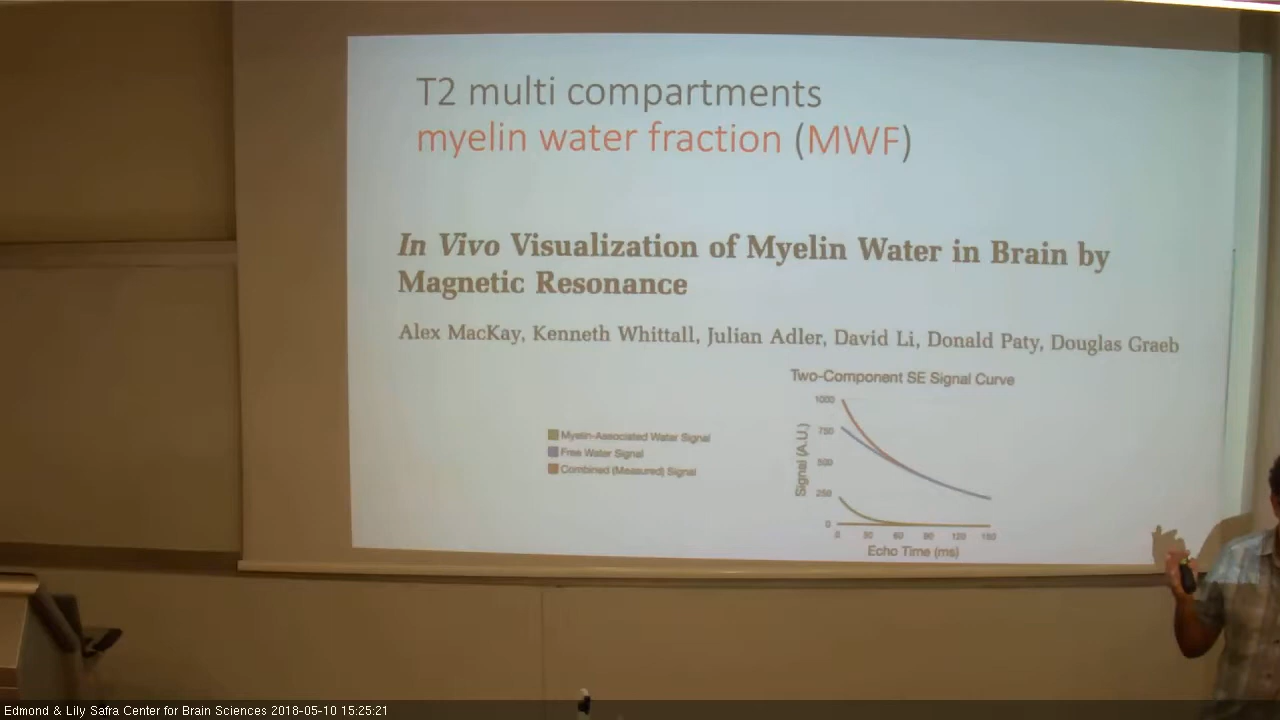 T2 multi compartments
myelin water fraction (MWF)
In Vivo Visualization of Myelin Water in Brain by
Magnetic Resonance
Alex MacKay, Kenneth Whittall, Julian Adler, David Li, Donald Paty, Douglas Graeb
Two-Component SE Signal Curve
Myelin-Associated Water Signal
Free Water Signal
Combined (Measured) Signal
Signal (A.U.)
1000
750
500
250
0
0 30 60 90 120 150
Echo Time (ms)
Edmond & Lily Safra Center for Brain Sciences 2018-05-10 15:25:21